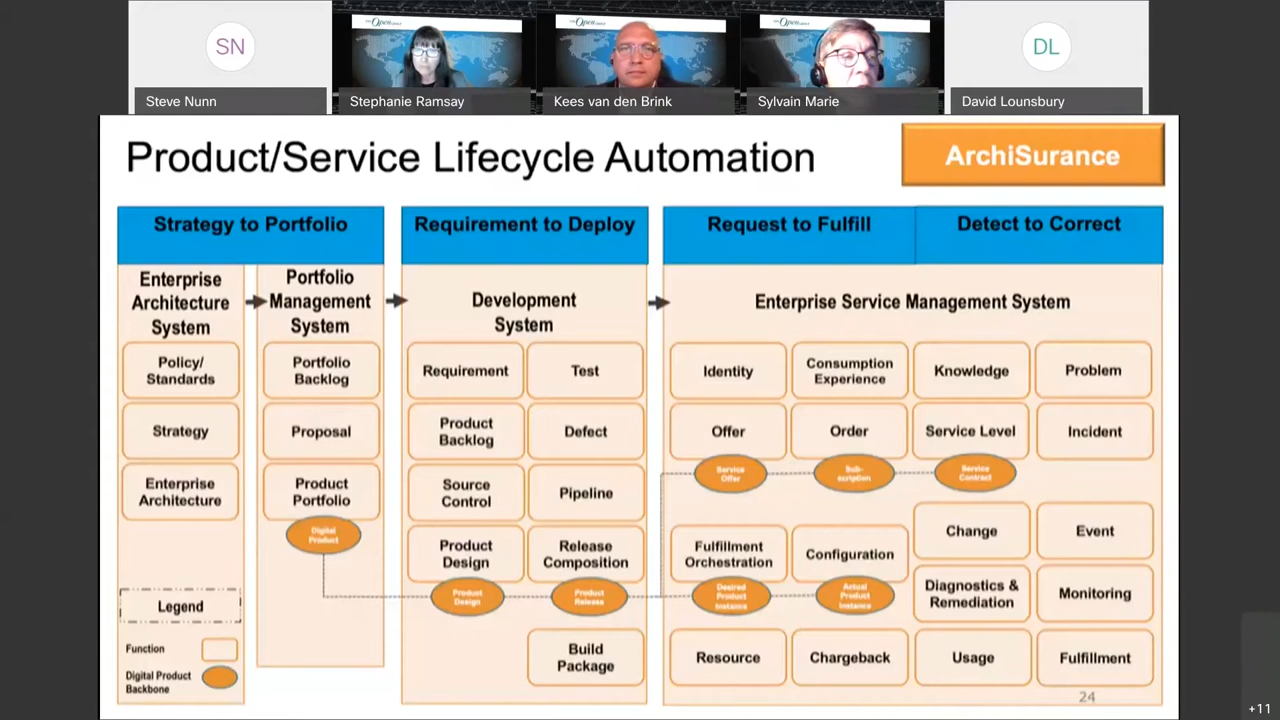 SN
DL
Open
Steve Nunn
Stephanie Ramsay
Kees van den Brink
Sylvain Marie
David Lounsbury
Product/Service Lifecycle Automation
ArchiSurance
Strategy to Portfolio
Requirement to Deploy
Request to Fulfill
Detect to Correct
Enterprise
Architecture
System
Portfolio
Management
System
Development
System
Enterprise Service Management System
Policy/
Standards
Portfolio
Backlog
Requirement
Test
Identity
Consumption
Experience
Knowledge
Problem
Strategy
Proposal
Product
Backlog
Defect
Offer
Order
Service Level
Incident
Service
Offer
Sub-
scription
Service
Contract
Enterprise
Architecture
Product
Portfolio
Source
Control
Pipeline
Digital
Product
Product
Design
Release
Composition
Fulfillment
Orchestration
Configuration
Change
Event
Product
Design
Product
Release
Desired
Product
Instance
Actual
Product
Instance
Diagnostics &
Remediation
Monitoring
Legend
Function
Digital Product
Backbone
Build
Package
Resource
Chargeback
Usage
Fulfillment
24
+11